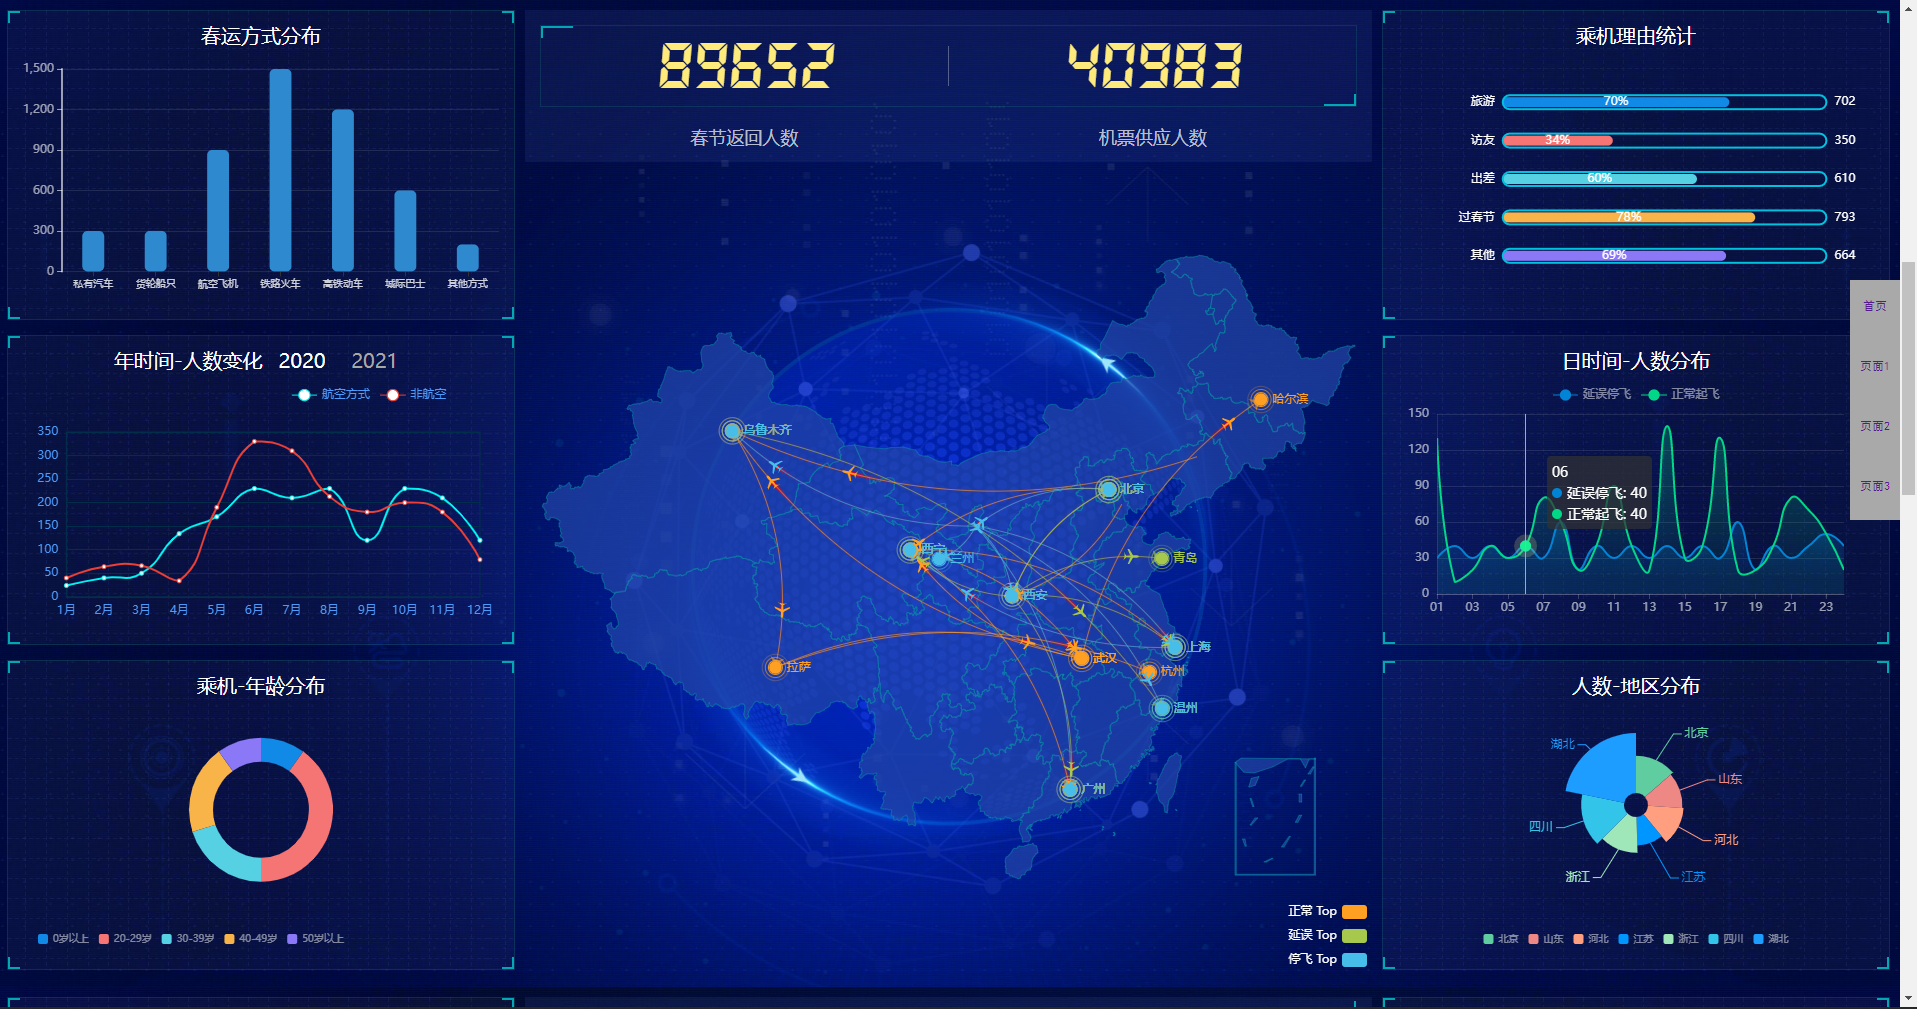 春运方式分布
1,500
1,200
900
600
300
0
私有汽车 货轮船只 航空飞机 铁路火车 高铁动车 城际巴士 其他方式
年时间-人数变化 2020 2021
航空方式 非航空
350
300
250
200
150
100
50
0
1月 2月 3月 4月 5月 6月 7月 8月 9月 10月 11月 12月
乘机-年龄分布
0岁以上 20-29岁 30-39岁 40-49岁 50岁以上
89652 40983
春节返回人数 机票供应人数
哈尔滨
乌鲁木齐
北京
西宁
兰州
青岛
西安
上海
武汉
拉萨
杭州
温州
广州
正常 Top
延误 Top
停飞 Top
乘机理由统计
旅游 70% 702
访友 34% 350
出差 60% 610
过春节 78% 793
其他 69% 664
首页
页面1
页面2
页面3
日时间-人数分布
延误停飞 正常起飞
150
120
90
60
30
0
06
延误停飞: 40
正常起飞: 40
01 03 05 07 09 11 13 15 17 19 21 23
人数-地区分布
北京
湖北
山东
四川
河北
浙江
江苏
北京 山东 河北 江苏 浙江 四川 湖北